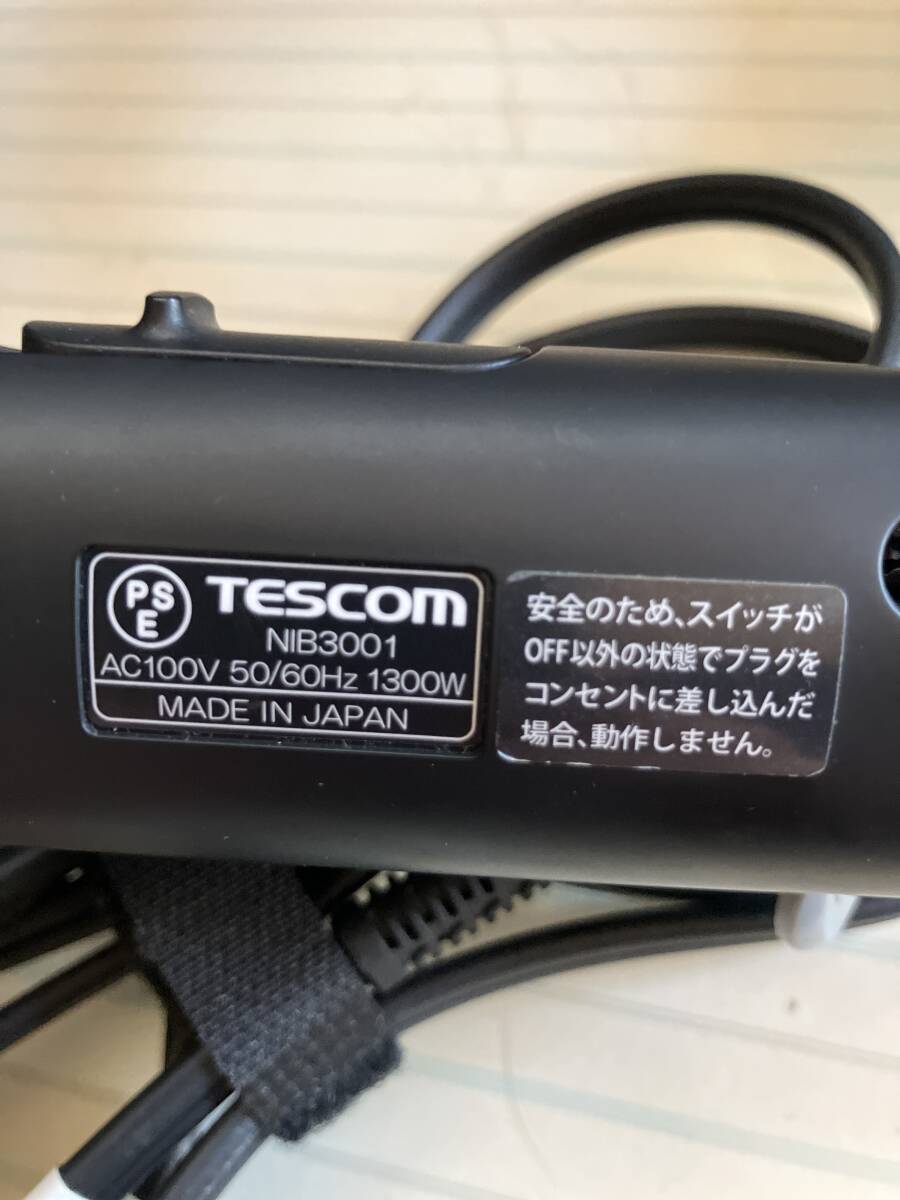 PSE
TESCOM
NIB3001
AC100V 50/60Hz 1300W
MADE IN JAPAN
安全のため、スイッチが
OFF以外の状態でプラグを
コンセントに差し込んだ
場合、動作しません。